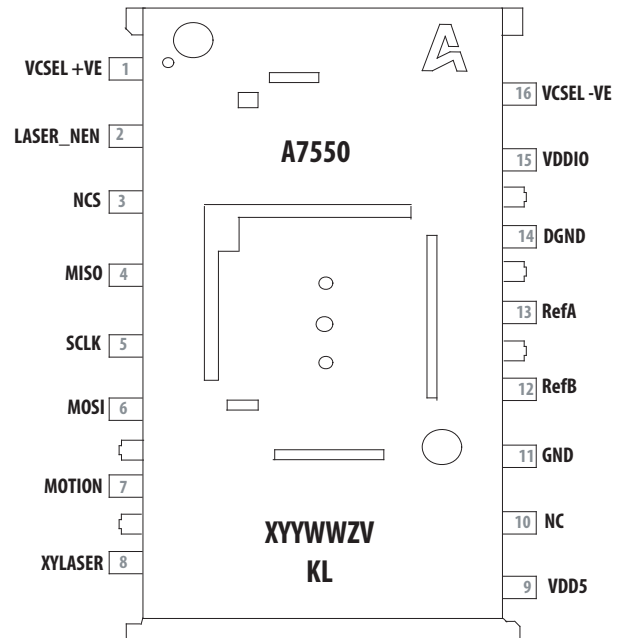 VCSEL +VE 1
16 VCSEL -VE
LASER_NEN 2
A7550
15 VDDIO
NCS 3
14 DGND
MISO 4
13 RefA
SCLK 5
12 RefB
MOSI 6
11 GND
MOTION 7
10 NC
XYYWWZV
KL
XYLASER 8
9 VDD5